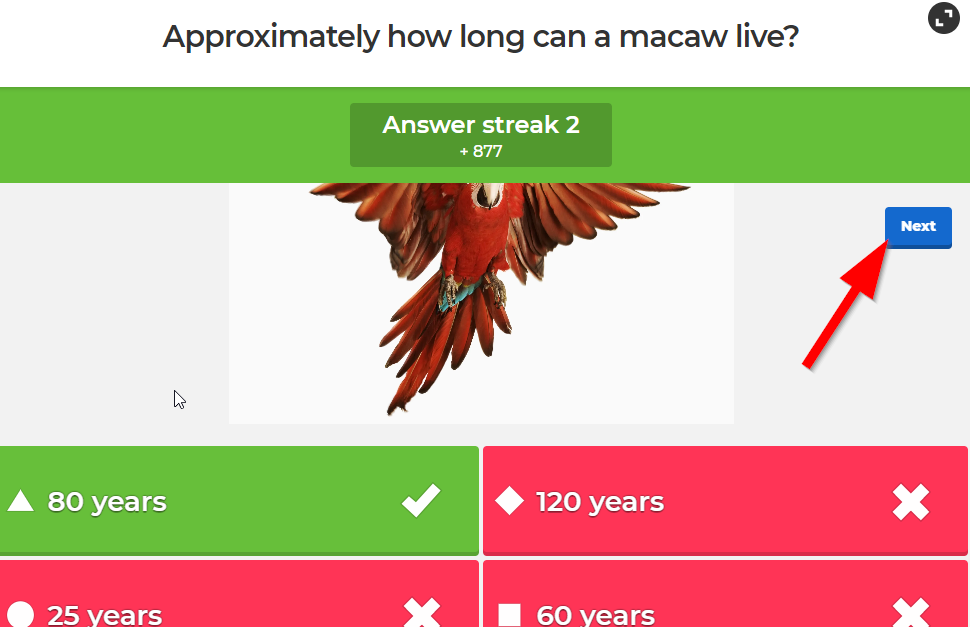 Approximately how long can a macaw live?
Answer streak 2
+ 877
Next
80 years
120 years
25 years
60 years